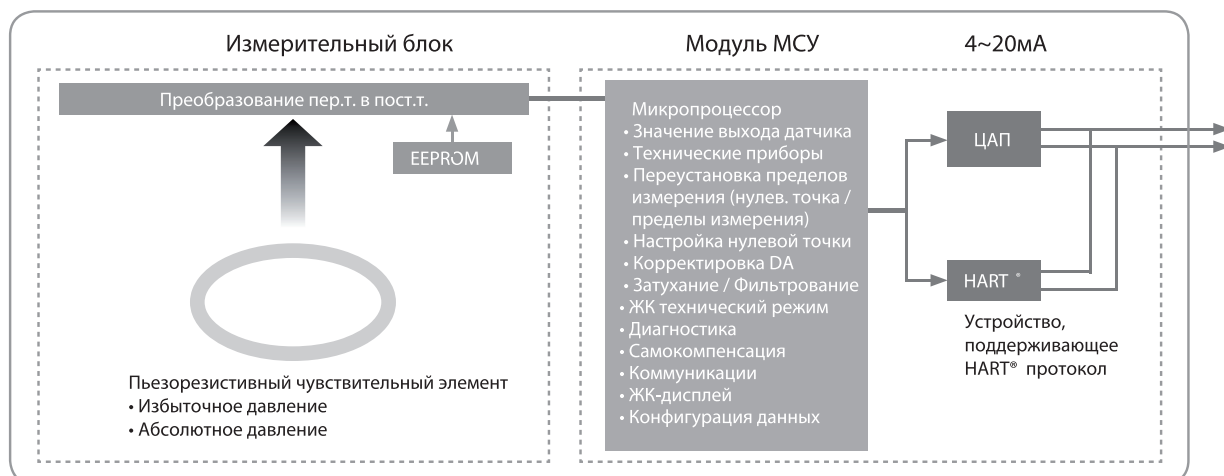 Измерительный блок
Модуль МСУ
4~20мА
Преобразование пер.т. в пост.т.
EEPROM
Пьезорезистивный чувствительный элемент
• Избыточное давление
• Абсолютное давление
Микропроцессор
• Значение выхода датчика
• Технические приборы
• Переустановка пределов
измерения (нулев. точка /
пределы измерения)
• Настройка нулевой точки
• Корректировка DA
• Затухание / Фильтрование
• ЖК технический режим
• Диагностика
• Самокомпенсация
• Коммуникации
• ЖК-дисплей
• Конфигурация данных
ЦАП
HART ®
Устройство,
поддерживающее
HART® протокол